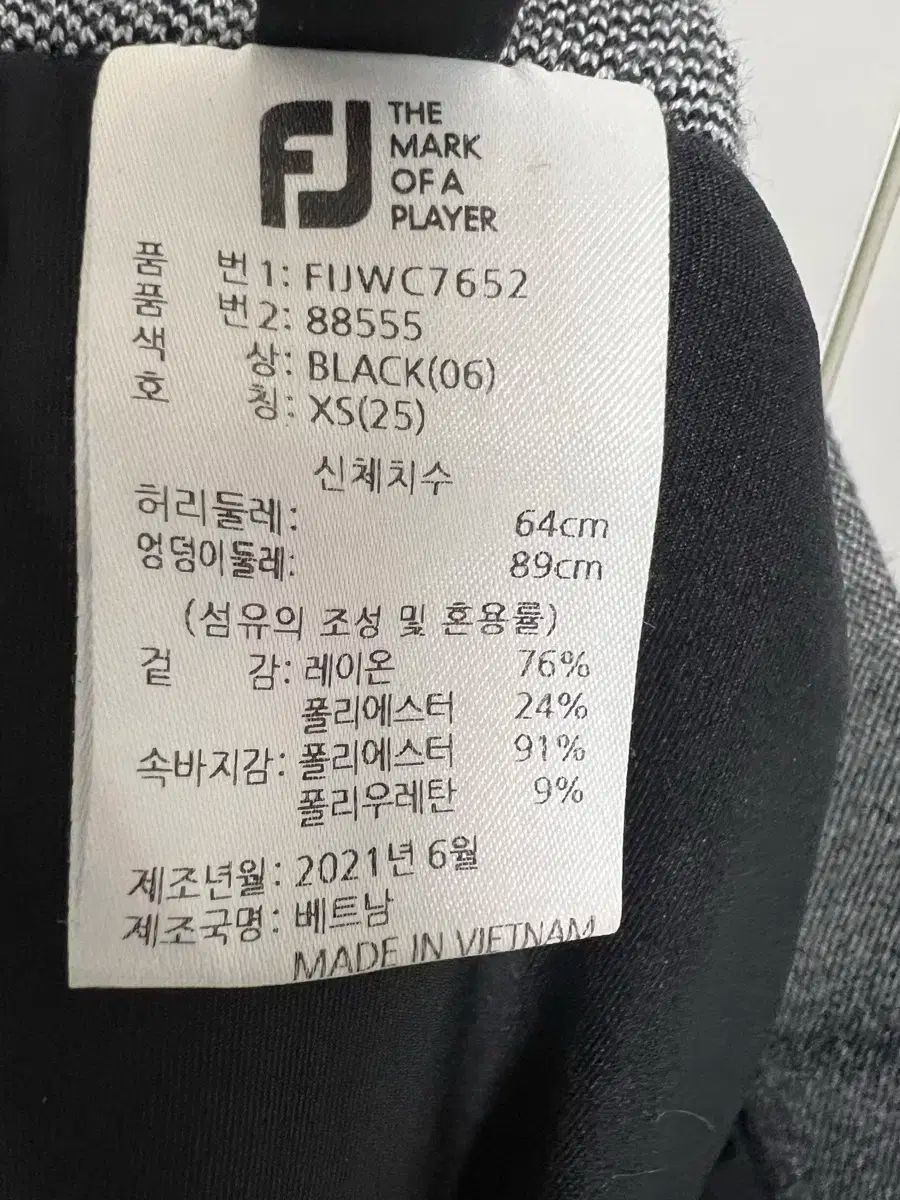 FJ
THE
MARK
OF A
PLAYER
품 번1: FIJWC7652
품 번2: 88555
색 상: BLACK(06)
호 칭: XS(25)
신체치수
허리둘레: 64cm
엉덩이둘레: 89cm
(섬유의 조성 및 혼용률)
겉 감: 레이온 76%
폴리에스터 24%
속바지감: 폴리에스터 91%
폴리우레탄 9%
제조년월: 2021년 6월
제조국명: 베트남
MADE IN VIETNAM